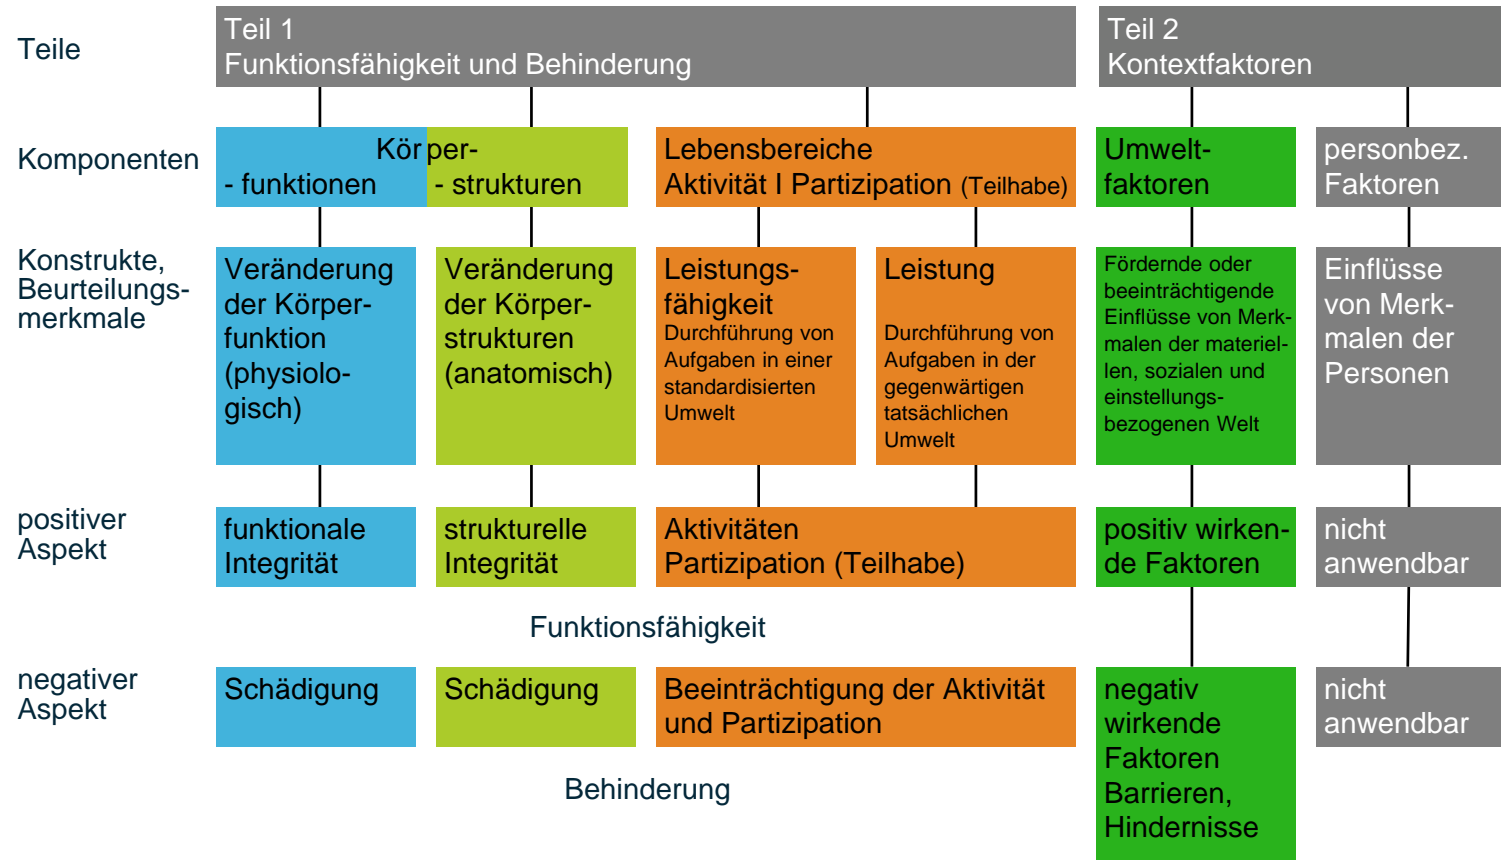 Teile
Teil 1
Funktionsfähigkeit und Behinderung
Teil 2
Kontextfaktoren
Komponenten
Körper-
- funktionen
- strukturen
Lebensbereiche
Aktivität I Partizipation (Teilhabe)
Umwelt-
faktoren
personbez.
Faktoren
Konstrukte,
Beurteilungs-
merkmale
Veränderung
der Körper-
funktion
(physiolo-
gisch)
Veränderung
der Körper-
strukturen
(anatomisch)
Leistungs-
fähigkeit
Durchführung von
Aufgaben in einer
standardisierten
Umwelt
Leistung
Durchführung von
Aufgaben in der
gegenwärtigen
tatsächlichen
Umwelt
Fördernde oder
beeinträchtigende
Einflüsse von Merk-
malen der materiel-
len, sozialen und
einstellungs-
bezogenen Welt
Einflüsse
von Merk-
malen der
Personen
positiver
Aspekt
funktionale
Integrität
strukturelle
Integrität
Aktivitäten
Partizipation (Teilhabe)
positiv wirken-
de Faktoren
nicht
anwendbar
Funktionsfähigkeit
negativer
Aspekt
Schädigung
Schädigung
Beeinträchtigung der Aktivität
und Partizipation
negativ
wirkende
Faktoren
Barrieren,
Hindernisse
nicht
anwendbar
Behinderung